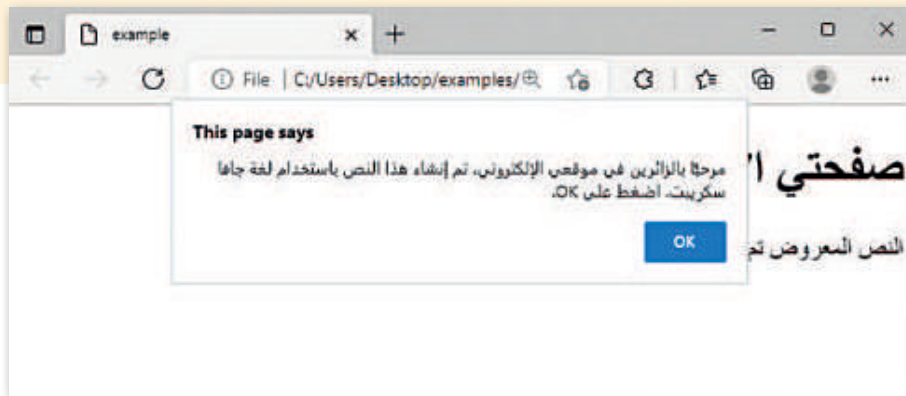 example
File | C:/Users/Desktop/examples/
This page says
مرحبًا بالزائرين في موقعي الإلكتروني، تم إنشاء هذا النص باستخدام لغة جافا
سكريبت. اضغط على OK.
OK
صفحتي
النص المعروض تم